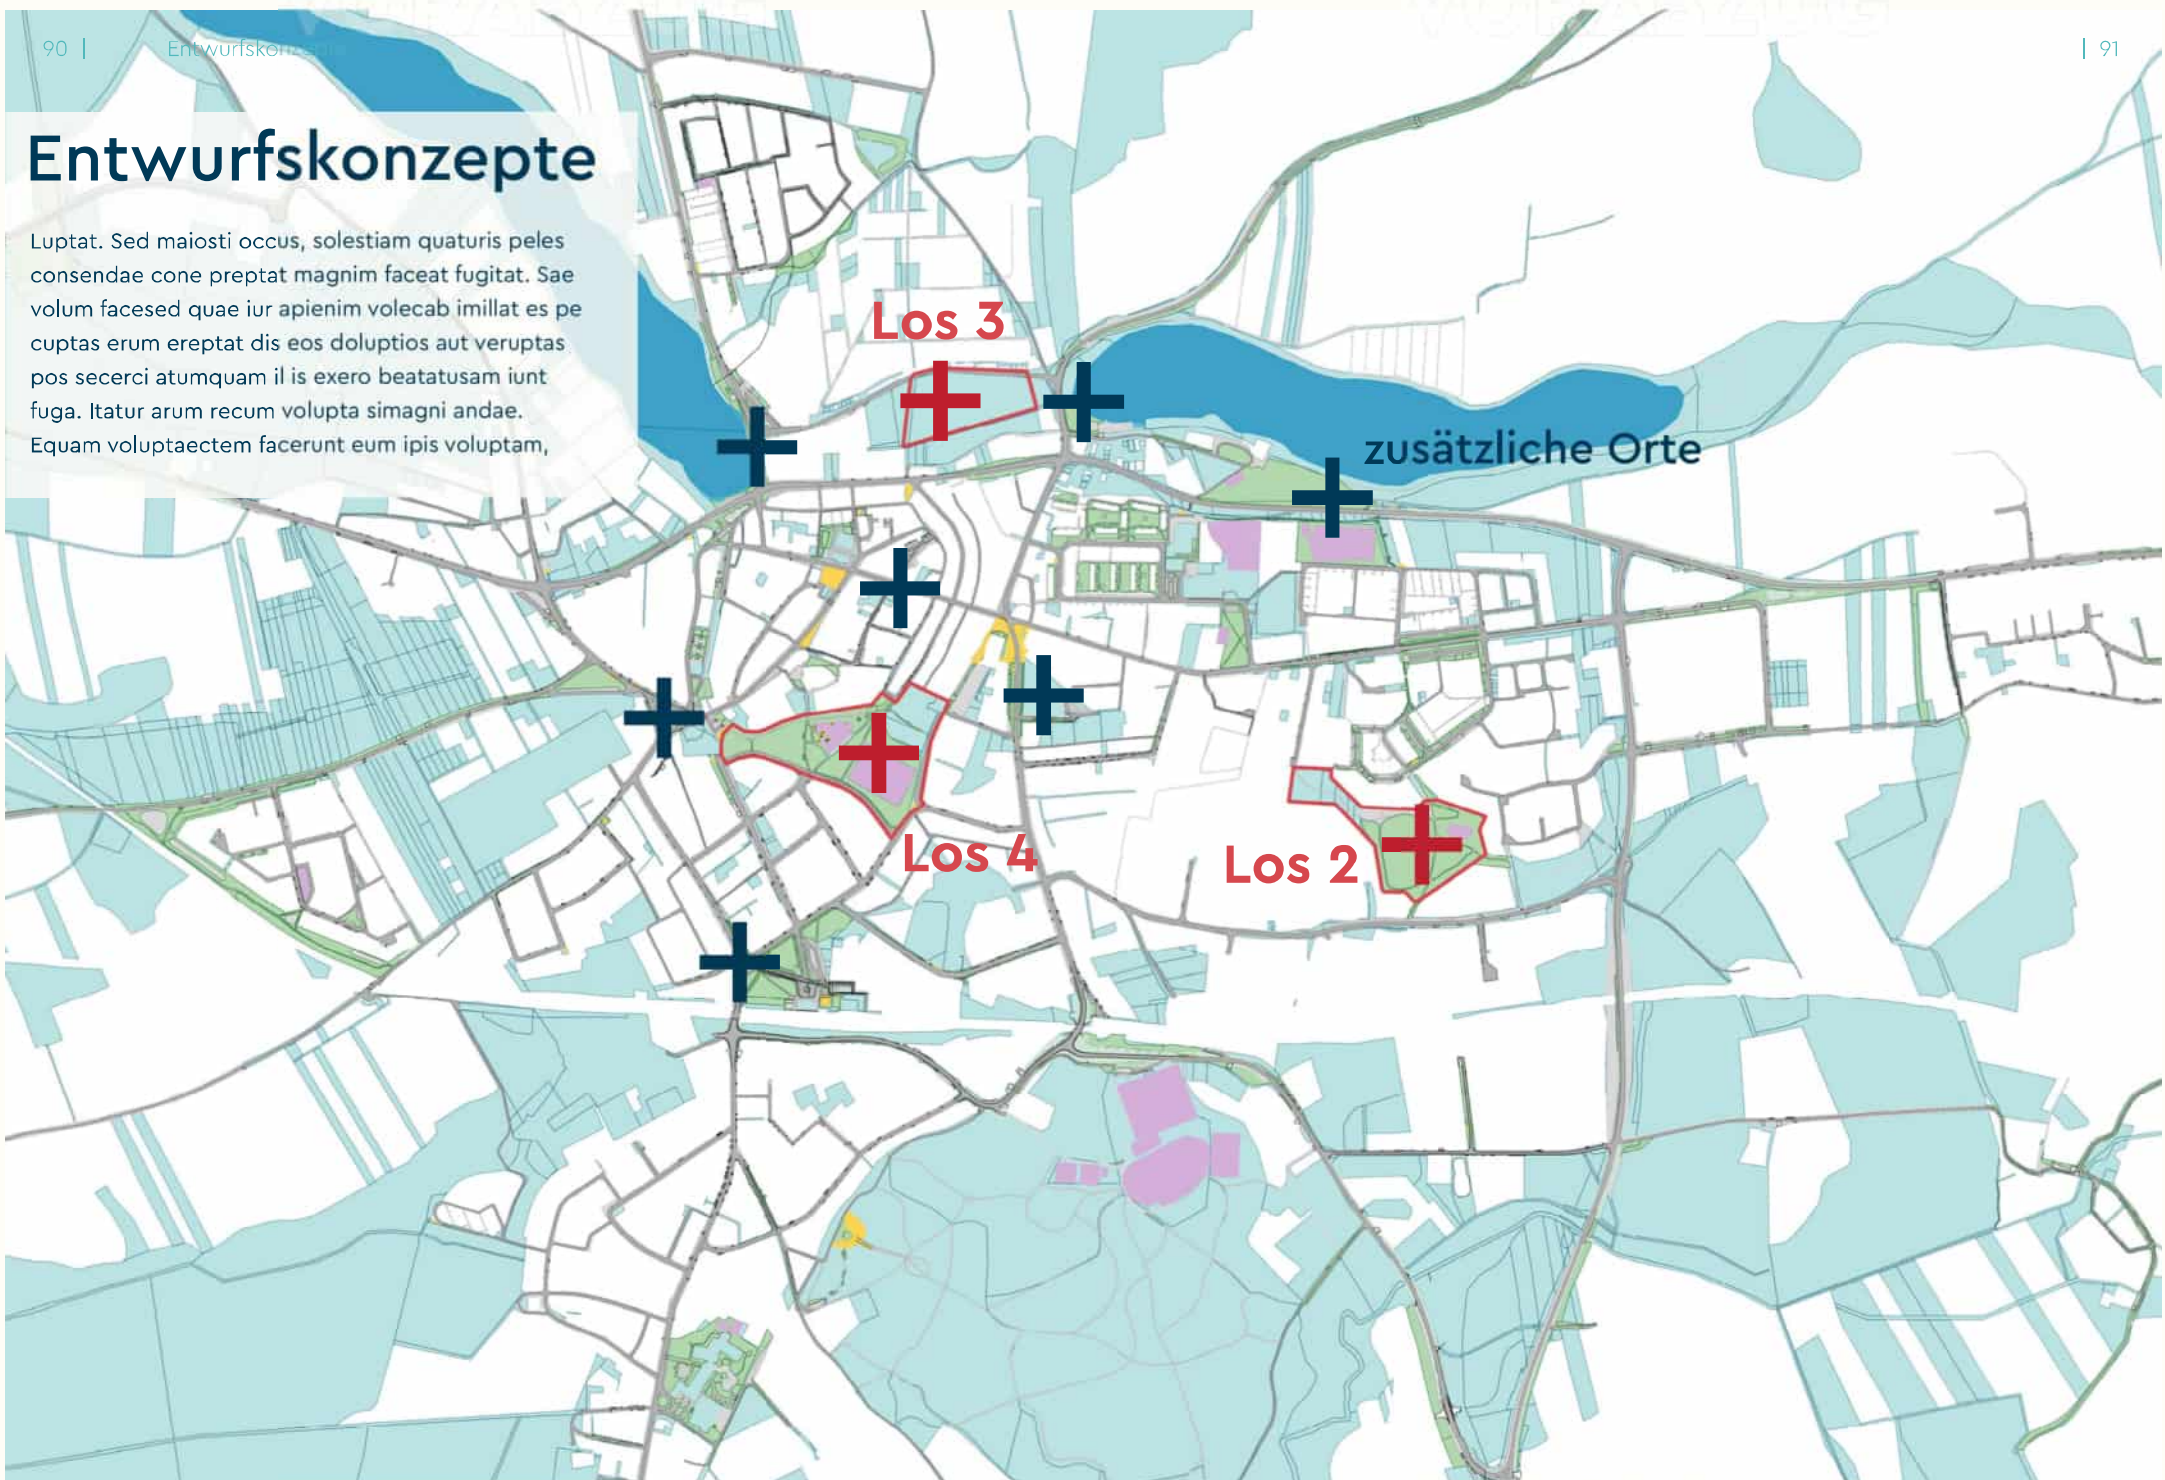 90 |
Entwurfskonzepte
| 91
Entwurfskonzepte
Luptat. Sed maiosti occus, solestiam quaturis peles
consendae cone preptat magnim faceat fugitat. Sae
volum facesed quae iur apienim volecab imillat es pe
cuptas erum ereptat dis eos doluptios aut veruptas
pos secerci atumquam il is exero beatatusam iunt
fuga. Itatur arum recum volupta simagni andae.
Equam voluptaectem facerunt eum ipis voluptam,
Los 3
zusätzliche Orte
Los 4
Los 2